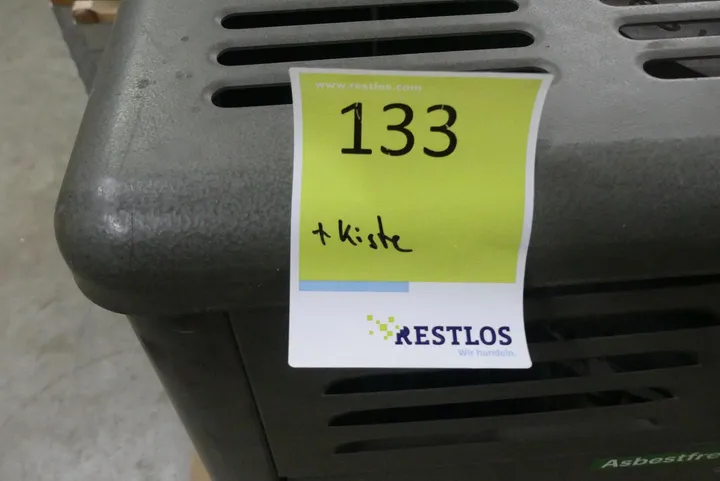 www.restlos.com
133
+ Kiste
RESTLOS
Wir handeln.
Asbestfre